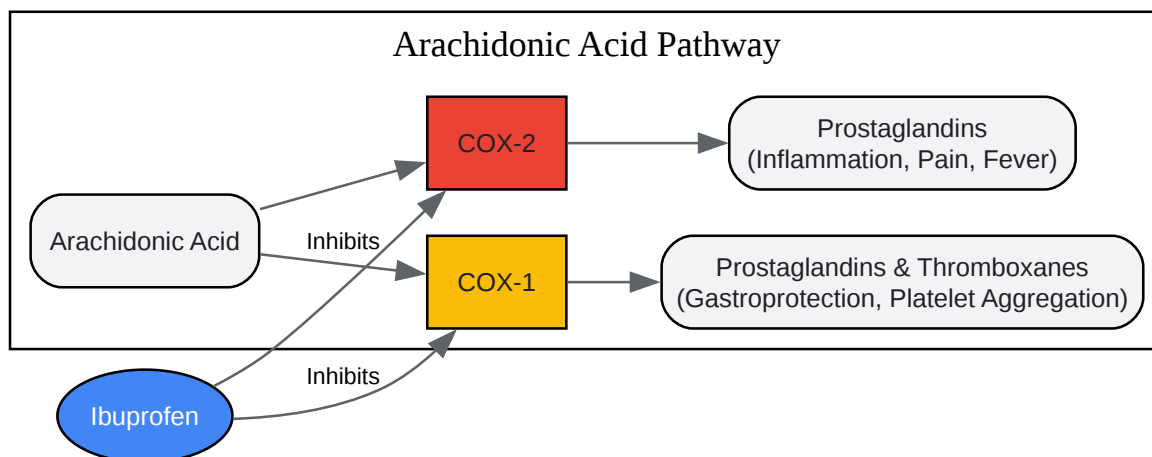 Arachidonic Acid Pathway
COX-2
Prostaglandins
(Inflammation, Pain, Fever)
Arachidonic Acid
Inhibits
COX-1
Prostaglandins & Thromboxanes
(Gastroprotection, Platelet Aggregation)
Inhibits
Ibuprofen